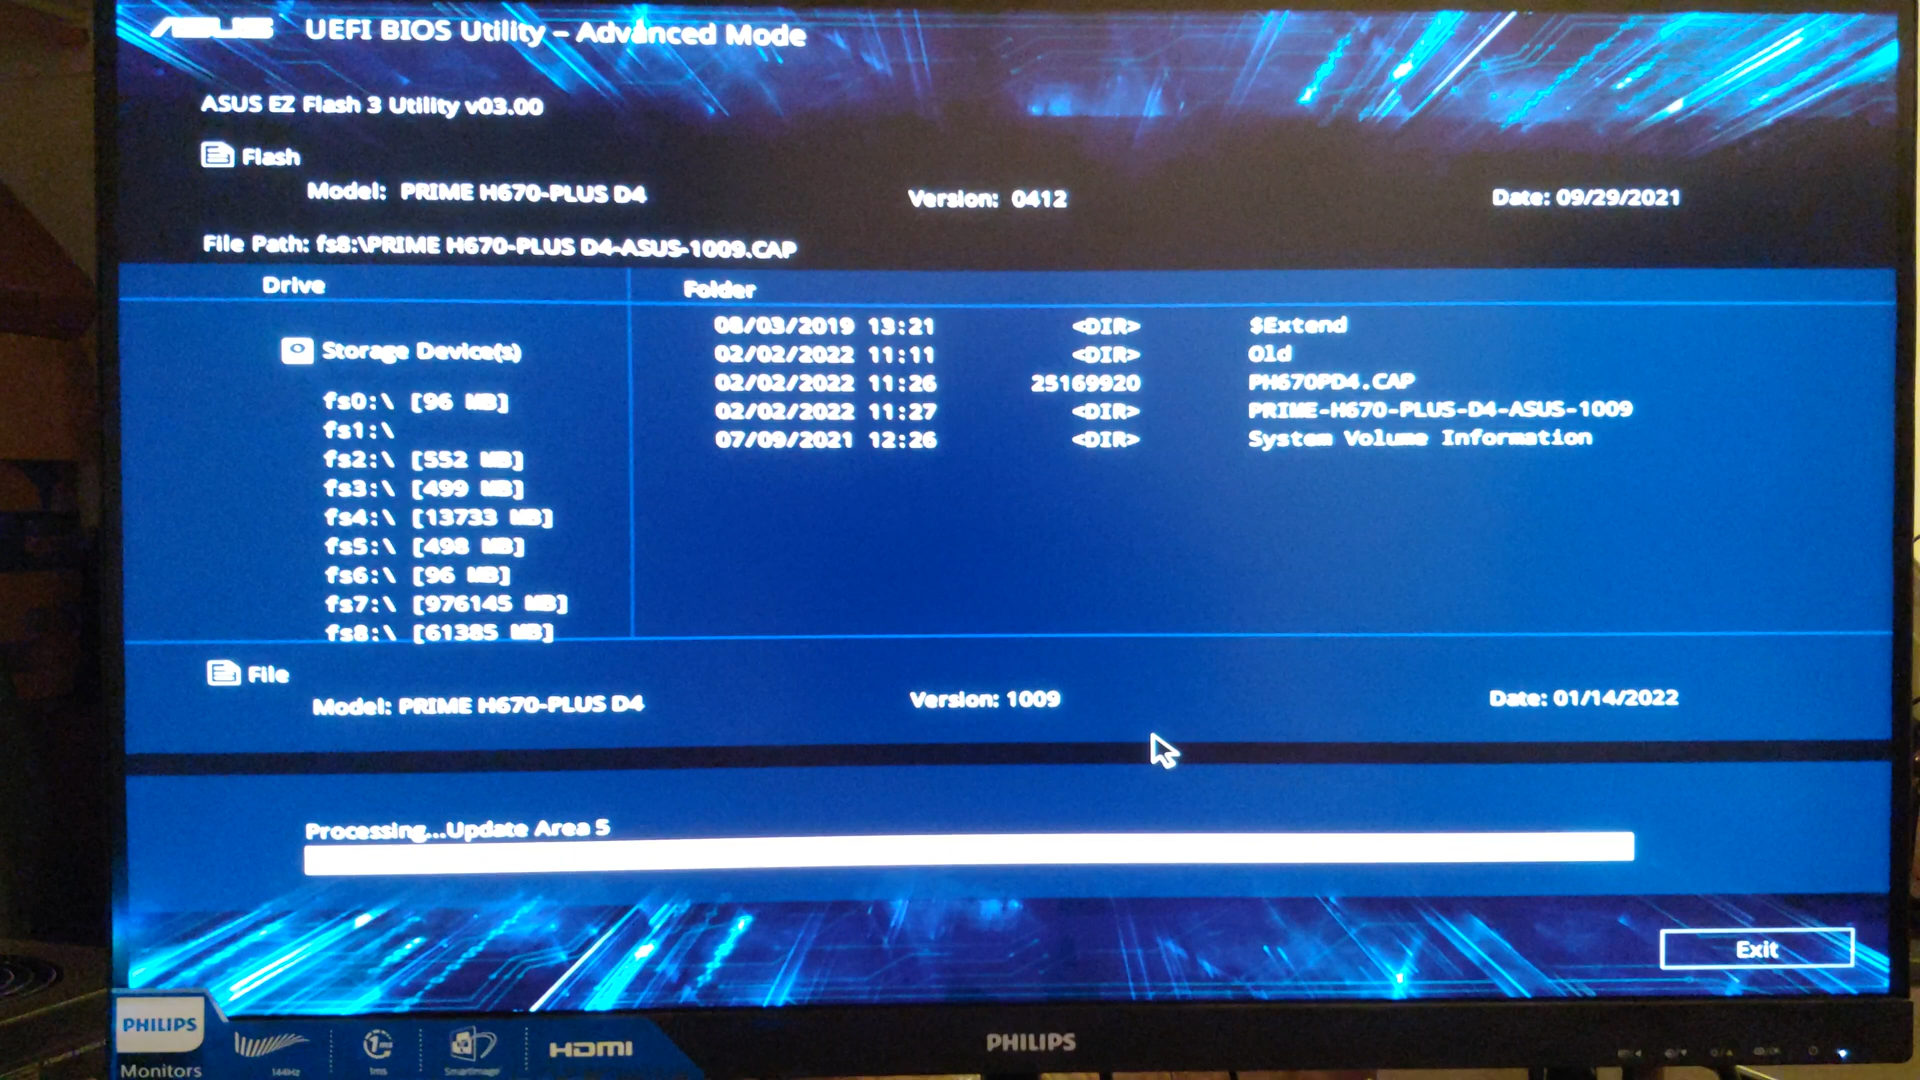 ASUS UEFI BIOS Utility – Advanced Mode
ASUS EZ Flash 3 Utility v03.00
Flash
Model: PRIME H670-PLUS D4 Version: 0412 Date: 09/29/2021
File Path: fs8:\PRIME H670-PLUS D4-ASUS-1009.CAP
Drive Folder
Storage Device(s)
fs0:\ [96 MB]
fs1:\
fs2:\ [552 MB]
fs3:\ [499 MB]
fs4:\ [13733 MB]
fs5:\ [498 MB]
fs6:\ [96 MB]
fs7:\ [976145 MB]
fs8:\ [61385 MB]
08/03/2019 13:21 <DIR> $Extend
02/02/2022 11:11 <DIR> Old
02/02/2022 11:26 25169920 PH670PD4.CAP
02/02/2022 11:27 <DIR> PRIME-H670-PLUS-D4-ASUS-1009
07/09/2021 12:26 <DIR> System Volume Information
File
Model: PRIME H670-PLUS D4 Version: 1009 Date: 01/14/2022
Processing...Update Area 5
Exit
PHILIPS
Monitors
144Hz
1ms
1ms
SmartImage
HDMI
PHILIPS